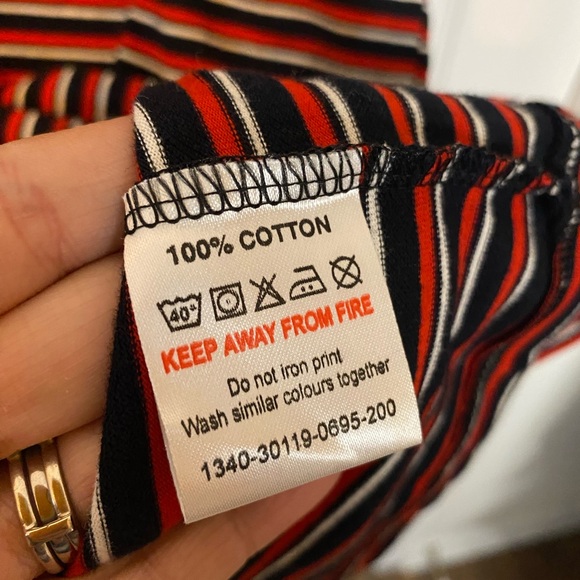 100% COTTON
40°
KEEP AWAY FROM FIRE
Do not iron print
Wash similar colours together
1340-30119-0695-200